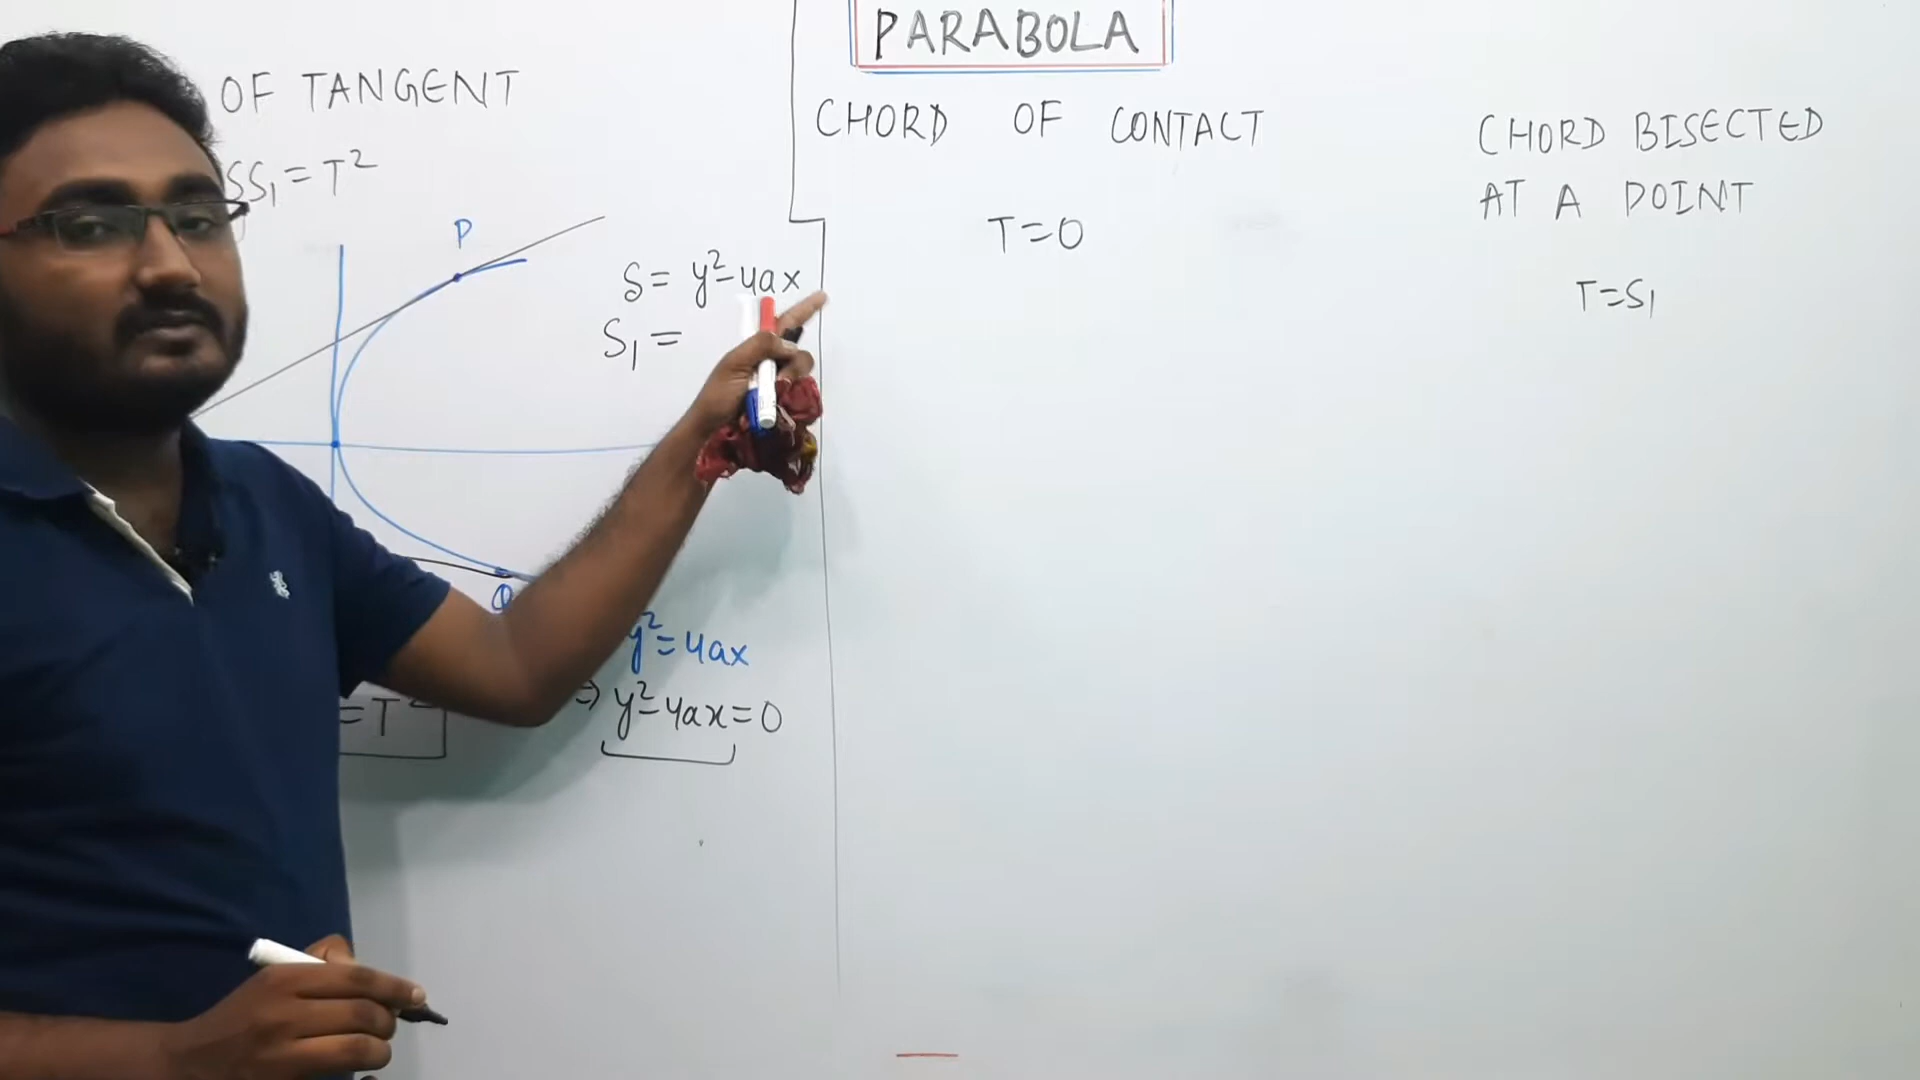 PARABOLA
OF TANGENT
SS₁ = T²
P
S = y² - 4ax
S₁ =
Q
y² = 4ax
= T²
⇒ y² - 4ax = 0
CHORD OF CONTACT
T = 0
CHORD BISECTED
AT A POINT
T = S₁